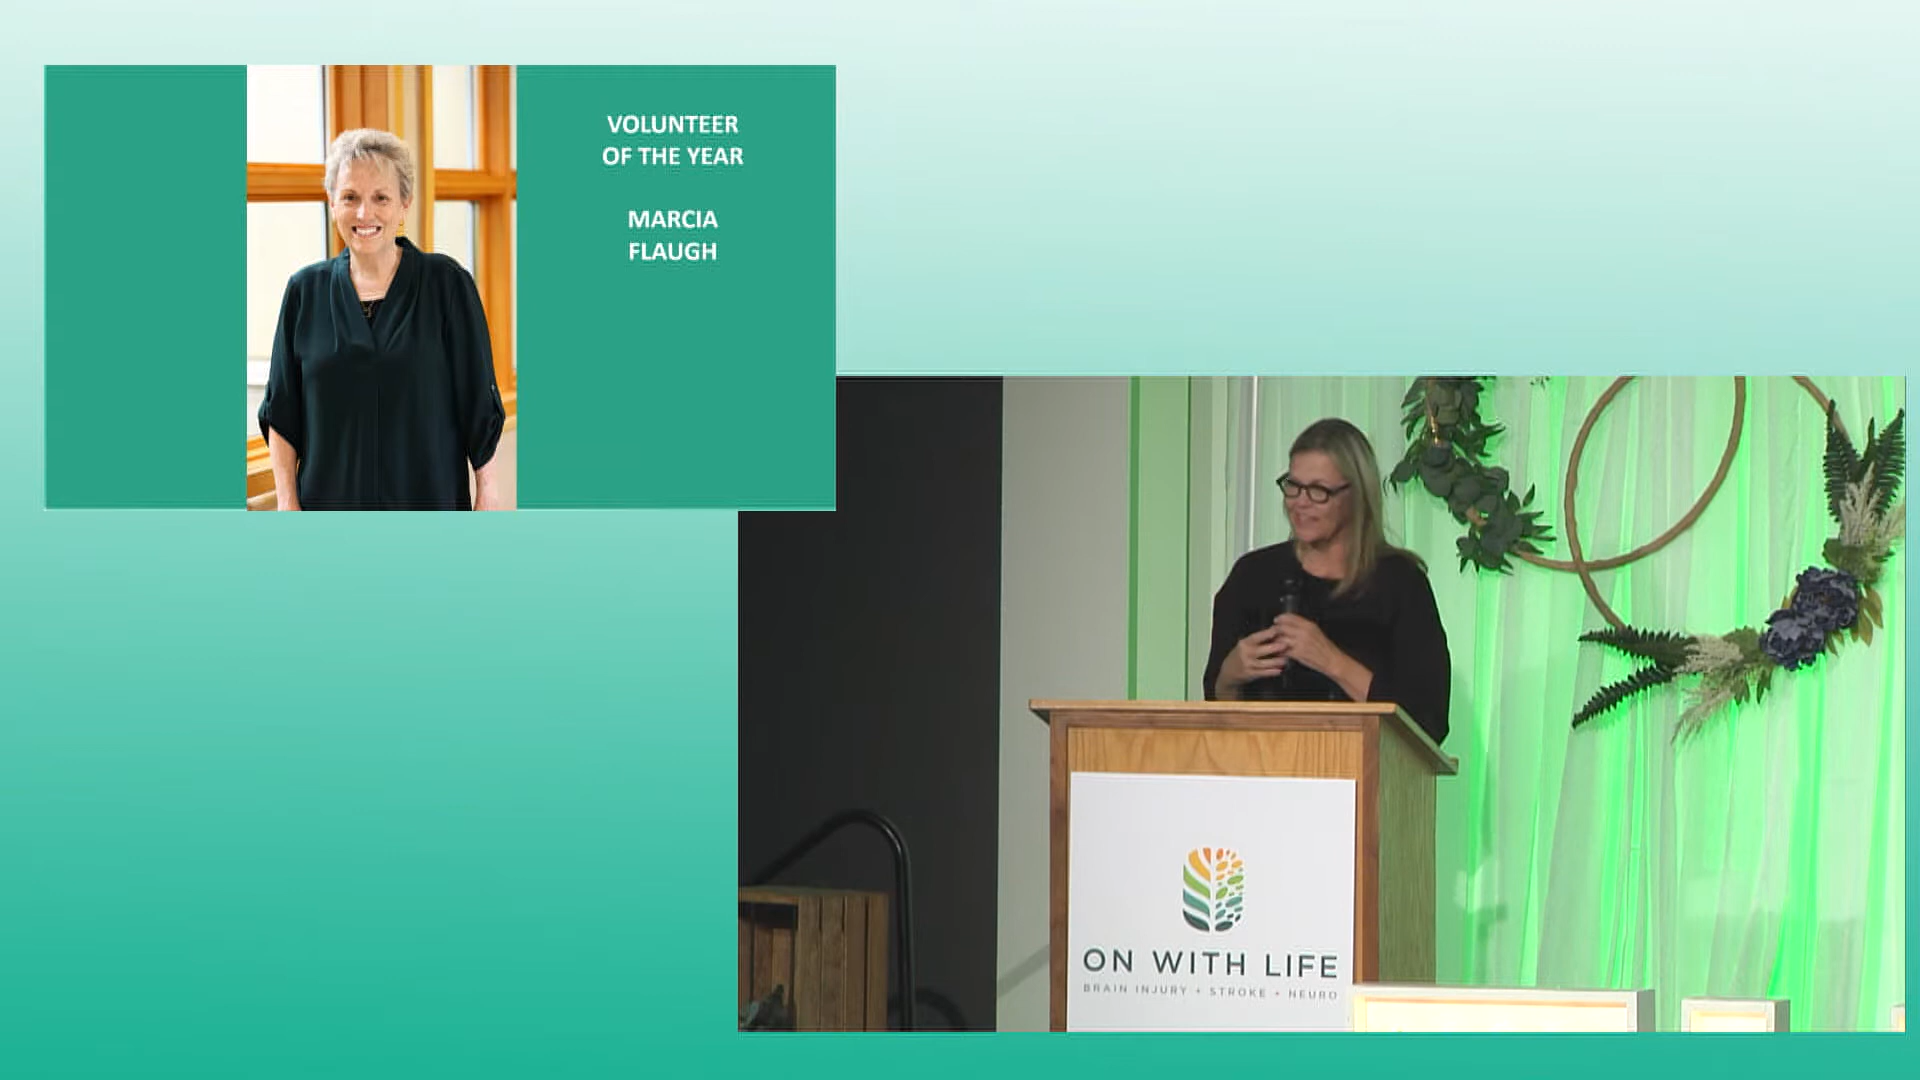 VOLUNTEER
OF THE YEAR
MARCIA
FLAUGH
ON WITH LIFE
BRAIN INJURY + STROKE + NEURO